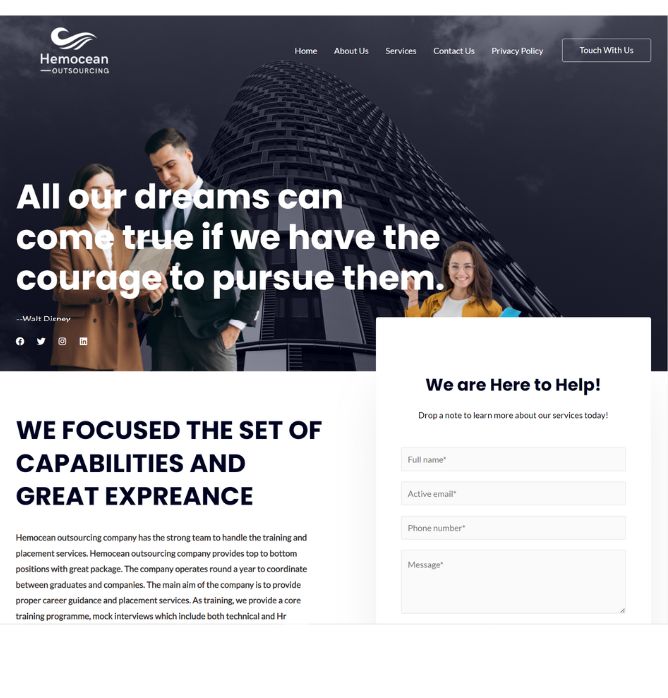 Hemocean
OUTSOURCING
Home About Us Services Contact Us Privacy Policy Touch With Us
All our dreams can
come true if we have the
courage to pursue them.
--Walt Disney
We are Here to Help!
Drop a note to learn more about our services today!
Full name*
Active email*
Phone number*
Message*
WE FOCUSED THE SET OF
CAPABILITIES AND
GREAT EXPREANCE
Hemocean outsourcing company has the strong team to handle the training and
placement services. Hemocean outsourcing company provides top to bottom
positions with great package. The company operates round a year to coordinate
between graduates and companies. The main aim of the company is to provide
proper career guidance and placement services. As training, we provide a core
training programme, mock interviews which include both technical and Hr